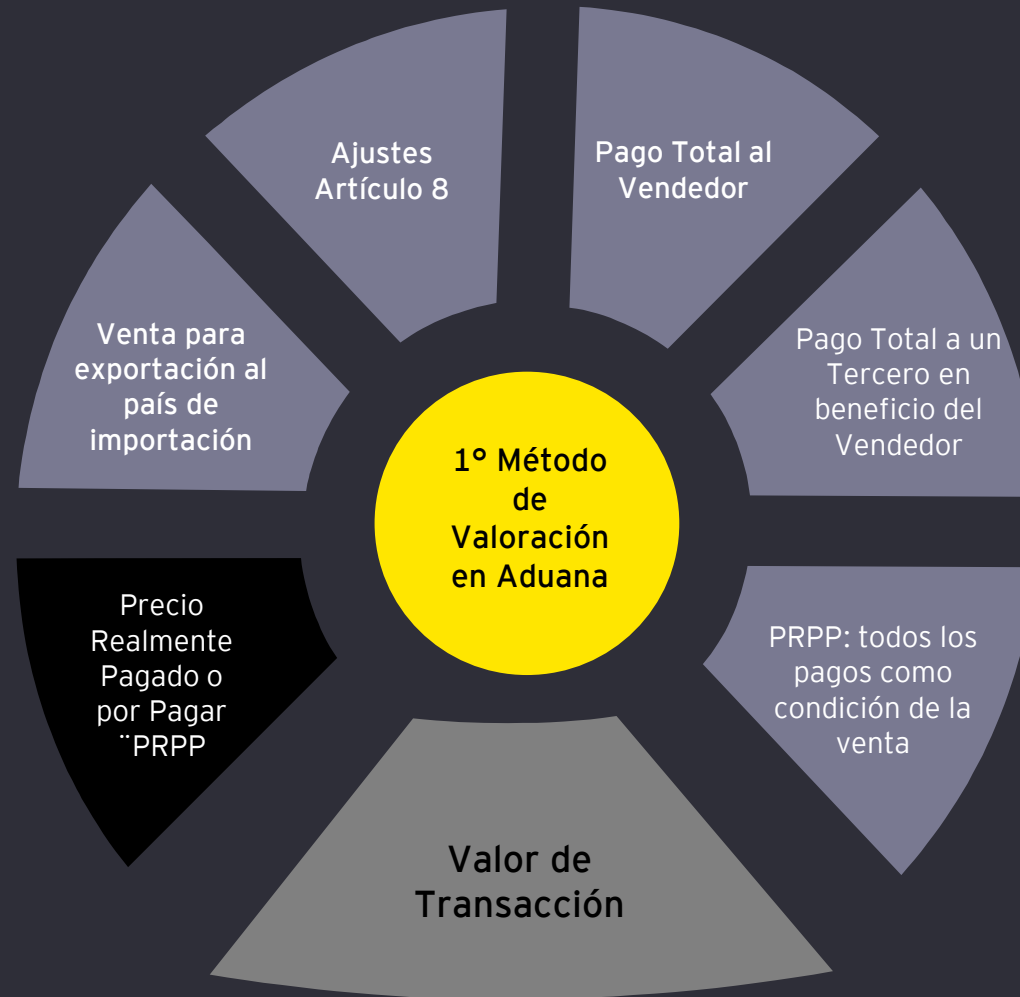 Ajustes
Artículo 8
Pago Total al
Vendedor
Venta para
exportación al
país de
importación
Pago Total a un
Tercero en
beneficio del
Vendedor
1° Método
de
Valoración
en Aduana
Precio
Realmente
Pagado o
por Pagar
¨PRPP
PRPP: todos los
pagos como
condición de la
venta
Valor de
Transacción